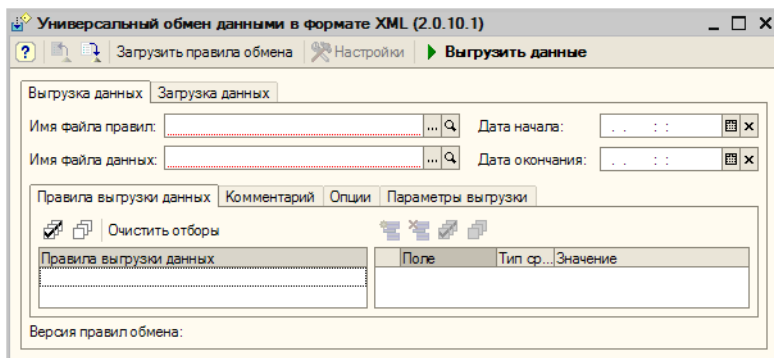 Универсальный обмен данными в формате XML (2.0.10.1)
? Загрузить правила обмена Настройки Выгрузить данные
Выгрузка данных Загрузка данных
Имя файла правил: ... Дата начала: . . : :
Имя файла данных: ... Дата окончания: . . : :
Правила выгрузки данных Комментарий Опции Параметры выгрузки
Очистить отборы
Правила выгрузки данных Поле Тип ср... Значение
Версия правил обмена: